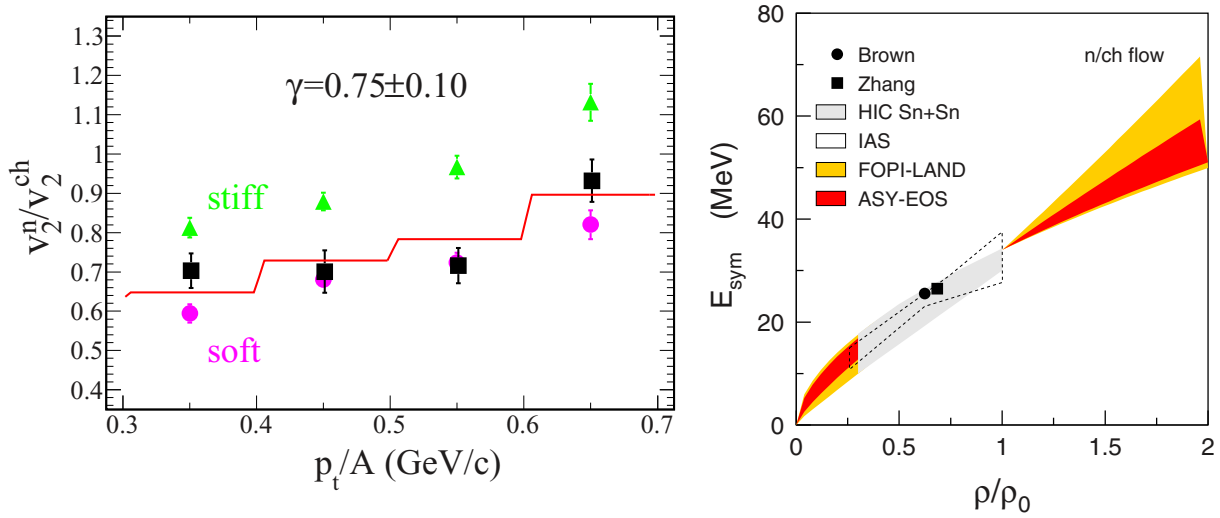 1.3
1.2
1.1
1
0.9
0.8
0.7
0.6
0.5
0.4
v₂ⁿ/v₂ᶜʰ
γ=0.75±0.10
stiff
soft
0.3 0.4 0.5 0.6 0.7
pₜ/A (GeV/c)
80
60
40
20
0
E_sym (MeV)
n/ch flow
Brown
Zhang
HIC Sn+Sn
IAS
FOPI-LAND
ASY-EOS
0 0.5 1 1.5 2
ρ/ρ₀